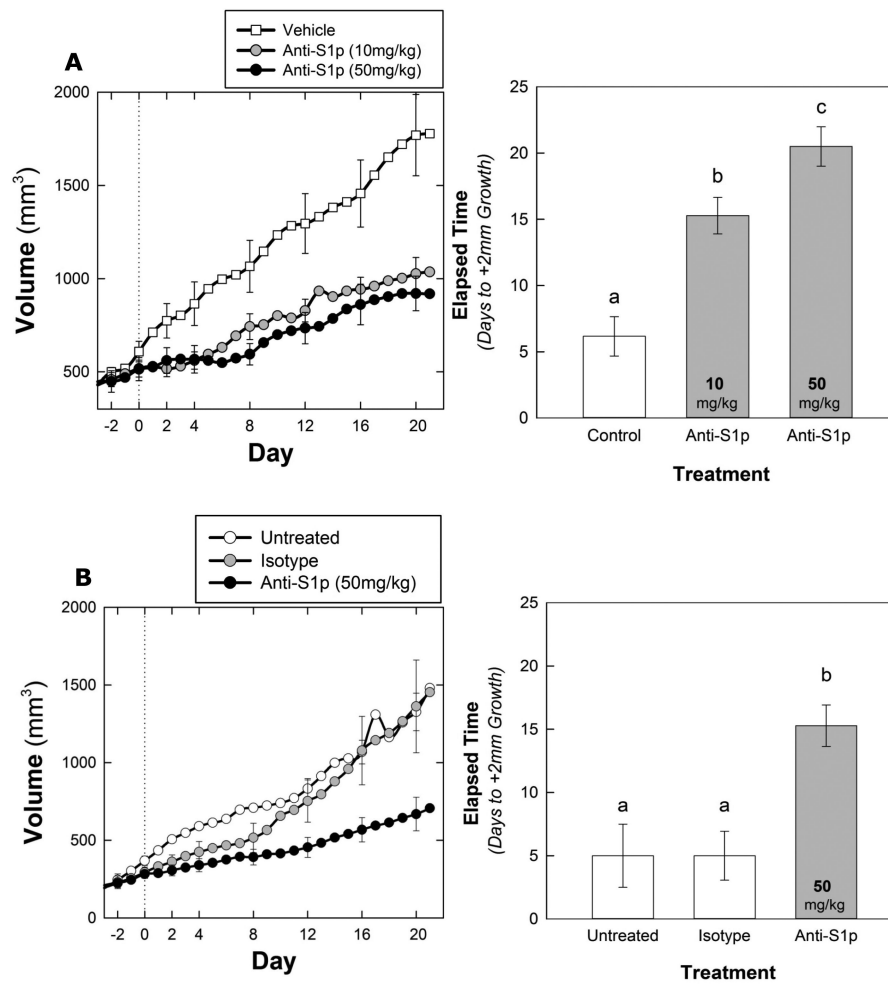 Vehicle
Anti-S1p (10mg/kg)
Anti-S1p (50mg/kg)
A
2000
1500
1000
500
Volume (mm³)
-2 0 2 4 8 12 16 20
Day
25
20
15
10
5
0
Elapsed Time
(Days to +2mm Growth)
a
b
c
10
mg/kg
50
mg/kg
Control Anti-S1p Anti-S1p
Treatment
Untreated
Isotype
Anti-S1p (50mg/kg)
B
2000
1500
1000
500
0
Volume (mm³)
-2 0 2 4 8 12 16 20
Day
25
20
15
10
5
0
Elapsed Time
(Days to +2mm Growth)
a
a
b
50
mg/kg
Untreated Isotype Anti-S1p
Treatment